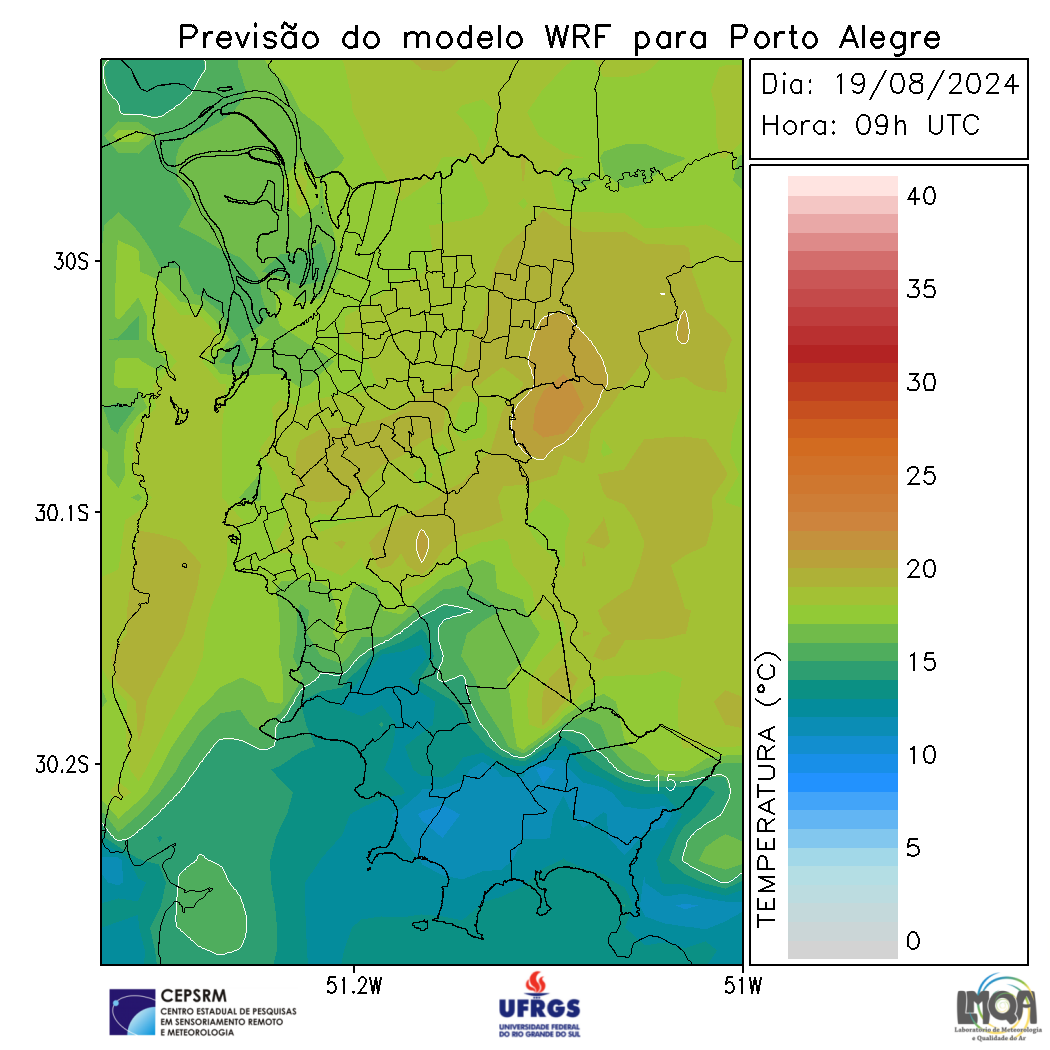 Previsão do modelo WRF para Porto Alegre
Dia: 19/08/2024
Hora: 09h UTC
30S
30.1S
30.2S
51.2W
51W
15
TEMPERATURA (°C)
40
35
30
25
20
15
10
5
0
CEPSRM
CENTRO ESTADUAL DE PESQUISAS
EM SENSORIAMENTO REMOTO
E METEOROLOGIA
UFRGS
UNIVERSIDADE FEDERAL
DO RIO GRANDE DO SUL
LMQA
Laboratório de Meteorologia
e Qualidade do Ar